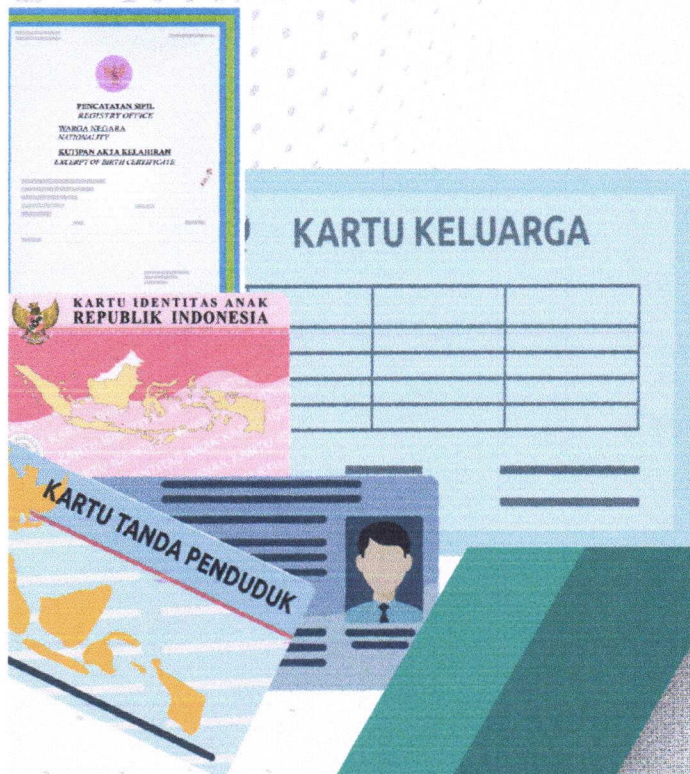 PENCATATAN SIPIL
REGISTRY OFFICE
WARGA NEGARA
NATIONALITY
KUTIPAN AKTA KELAHIRAN
EXCERPT OF BIRTH CERTIFICATE
KARTU KELUARGA
KARTU IDENTITAS ANAK
REPUBLIK INDONESIA
KARTU TANDA PENDUDUK